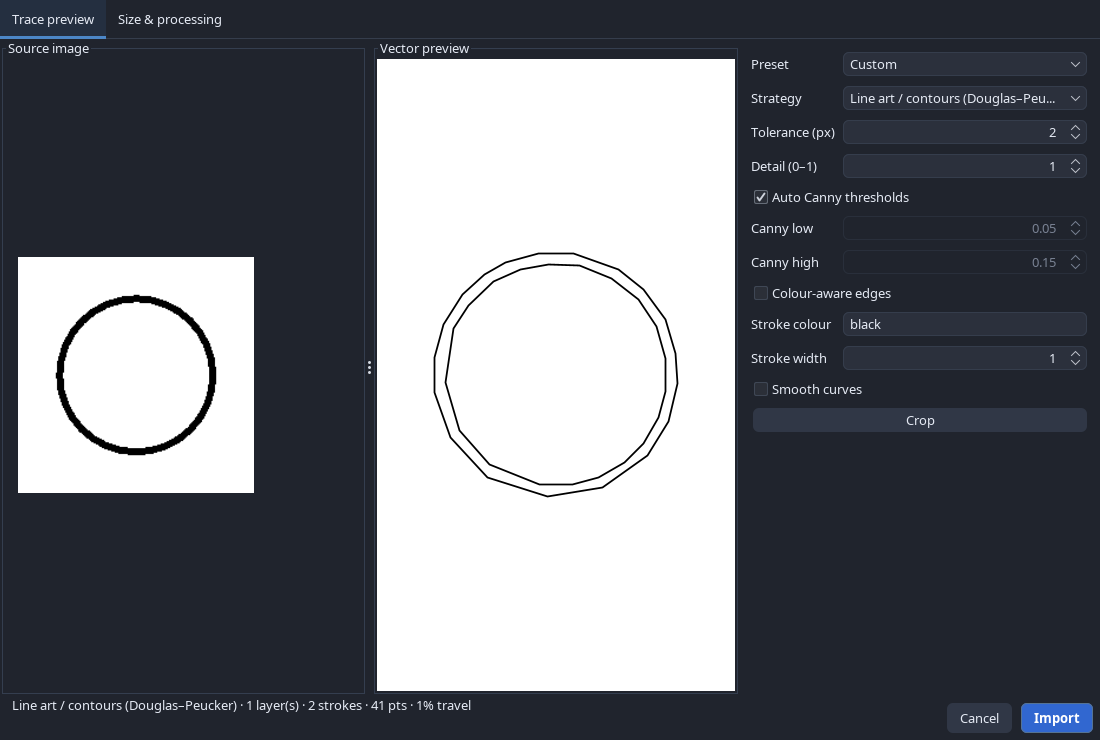 Trace preview
Size & processing
Source image
Vector preview
Preset
Custom
Strategy
Line art / contours (Douglas–Peu...
Tolerance (px)
2
Detail (0–1)
1
Auto Canny thresholds
Canny low
0.05
Canny high
0.15
Colour-aware edges
Stroke colour
black
Stroke width
1
Smooth curves
Crop
Line art / contours (Douglas–Peucker) · 1 layer(s) · 2 strokes · 41 pts · 1% travel
Cancel
Import